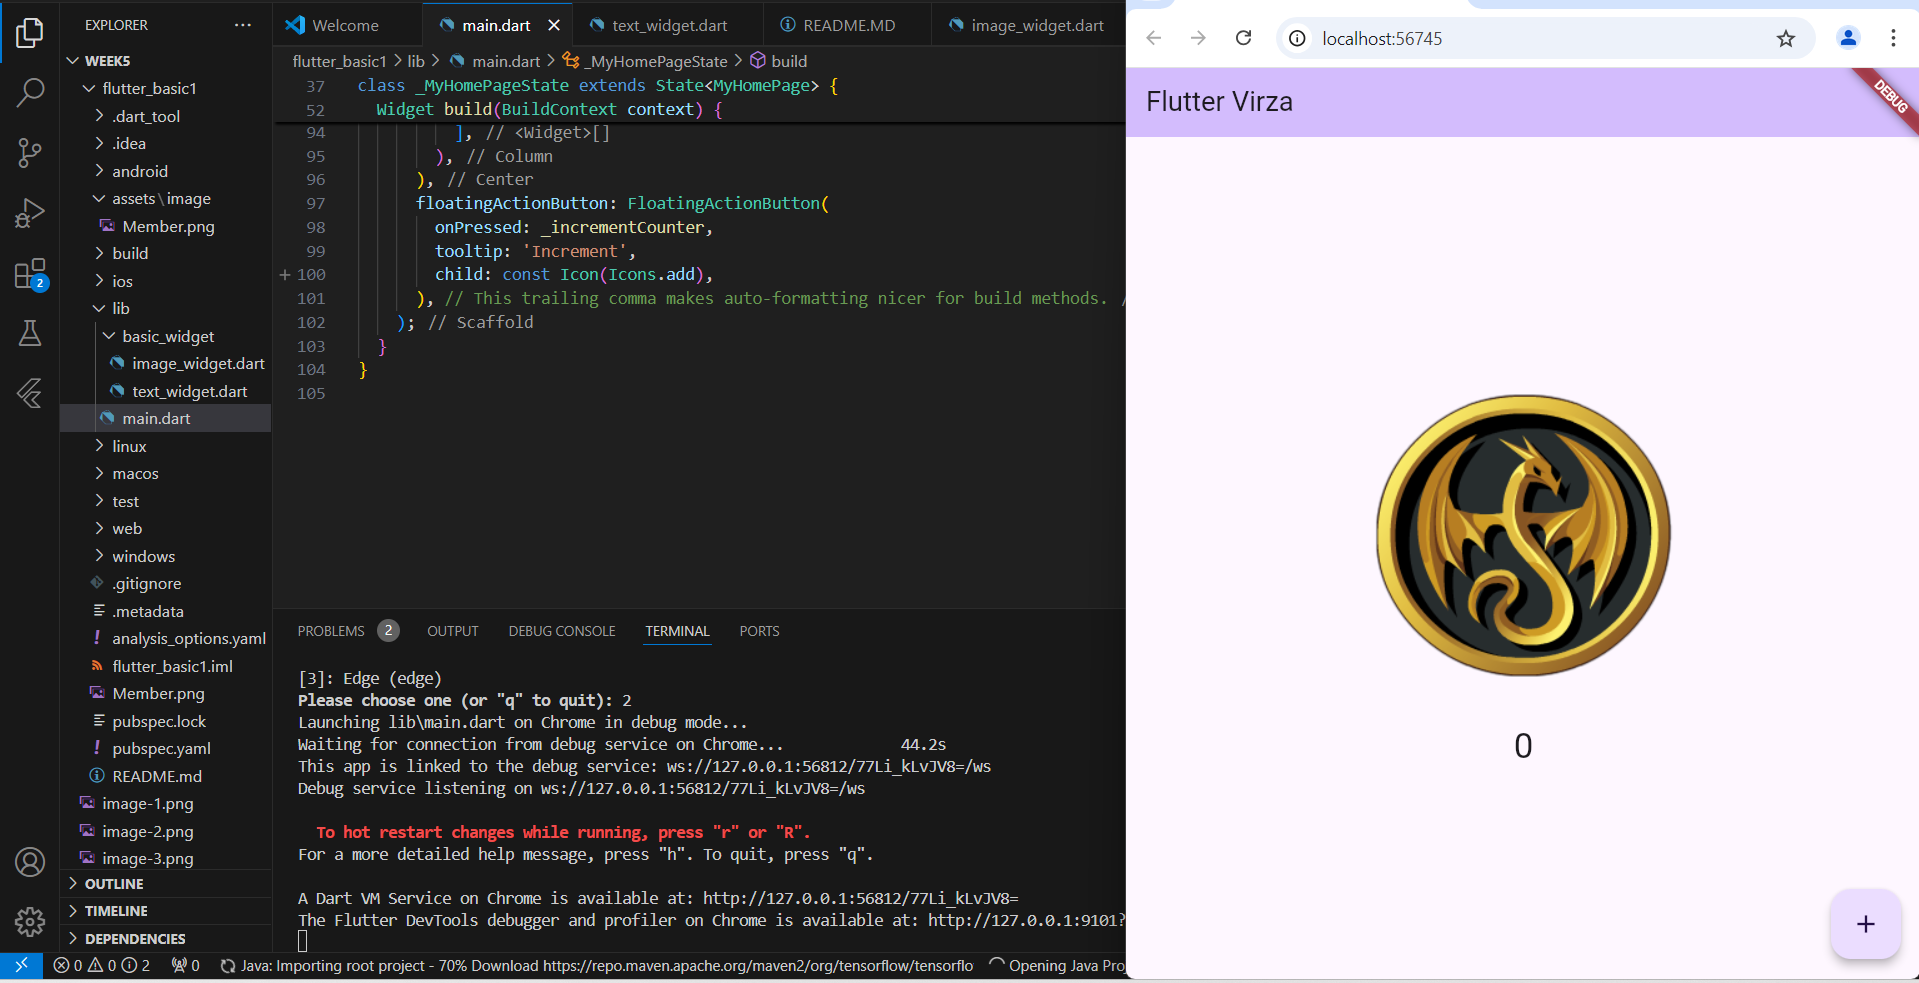 EXPLORER
WEEK5
flutter_basic1
.dart_tool
.idea
android
assets\image
Member.png
build
ios
lib
basic_widget
image_widget.dart
text_widget.dart
main.dart
linux
macos
test
web
windows
.gitignore
.metadata
analysis_options.yaml
flutter_basic1.iml
Member.png
pubspec.lock
pubspec.yaml
README.md
image-1.png
image-2.png
image-3.png
OUTLINE
TIMELINE
DEPENDENCIES
2
Welcome
main.dart
text_widget.dart
README.MD
image_widget.dart
flutter_basic1 > lib > main.dart > _MyHomePageState > build
37 class _MyHomePageState extends State<MyHomePage> {
52 Widget build(BuildContext context) {
94 ], // <Widget>[]
95 ), // Column
96 ), // Center
97 floatingActionButton: FloatingActionButton(
98 onPressed: _incrementCounter,
99 tooltip: 'Increment',
100 child: const Icon(Icons.add),
101 ), // This trailing comma makes auto-formatting nicer for build methods. /
102 ); // Scaffold
103 }
104 }
105
PROBLEMS 2 OUTPUT DEBUG CONSOLE TERMINAL PORTS
[3]: Edge (edge)
Please choose one (or "q" to quit): 2
Launching lib\main.dart on Chrome in debug mode...
Waiting for connection from debug service on Chrome... 44.2s
This app is linked to the debug service: ws://127.0.0.1:56812/77Li_kLvJV8=/ws
Debug service listening on ws://127.0.0.1:56812/77Li_kLvJV8=/ws
To hot restart changes while running, press "r" or "R".
For a more detailed help message, press "h". To quit, press "q".
A Dart VM Service on Chrome is available at: http://127.0.0.1:56812/77Li_kLvJV8=
The Flutter DevTools debugger and profiler on Chrome is available at: http://127.0.0.1:9101?
0 0 2 0 Java: Importing root project - 70% Download https://repo.maven.apache.org/maven2/org/tensorflow/tensorflo Opening Java Proj
localhost:56745
Flutter Virza
DEBUG
0